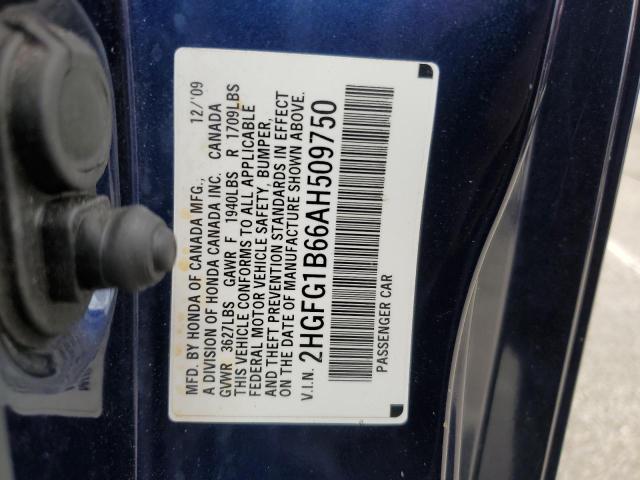 MFD. BY HONDA OF CANADA MFG., 12/'09
A DIVISION OF HONDA CANADA INC. CANADA
GVWR 3627LBS GAWR F 1940LBS R 1709LBS
THIS VEHICLE CONFORMS TO ALL APPLICABLE
FEDERAL MOTOR VEHICLE SAFETY, BUMPER,
AND THEFT PREVENTION STANDARDS IN EFFECT
ON THE DATE OF MANUFACTURE SHOWN ABOVE.
V.I.N. 2HGFG1B66AH509750
PASSENGER CAR